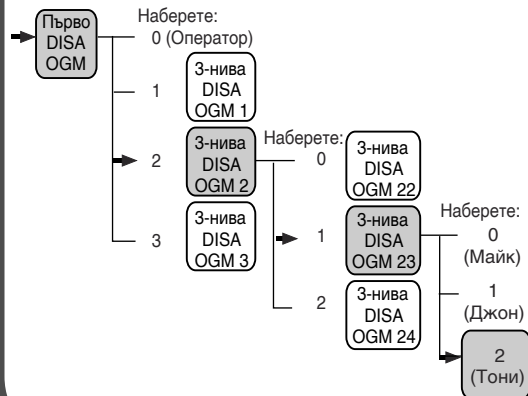 Първо
DISA
OGM
Наберете:
0 (Оператор)
1
3-нива
DISA
OGM 1
2
3-нива
DISA
OGM 2
3
3-нива
DISA
OGM 3
Наберете:
0
3-нива
DISA
OGM 22
1
3-нива
DISA
OGM 23
2
3-нива
DISA
OGM 24
Наберете:
0
(Майк)
1
(Джон)
2
(Тони)